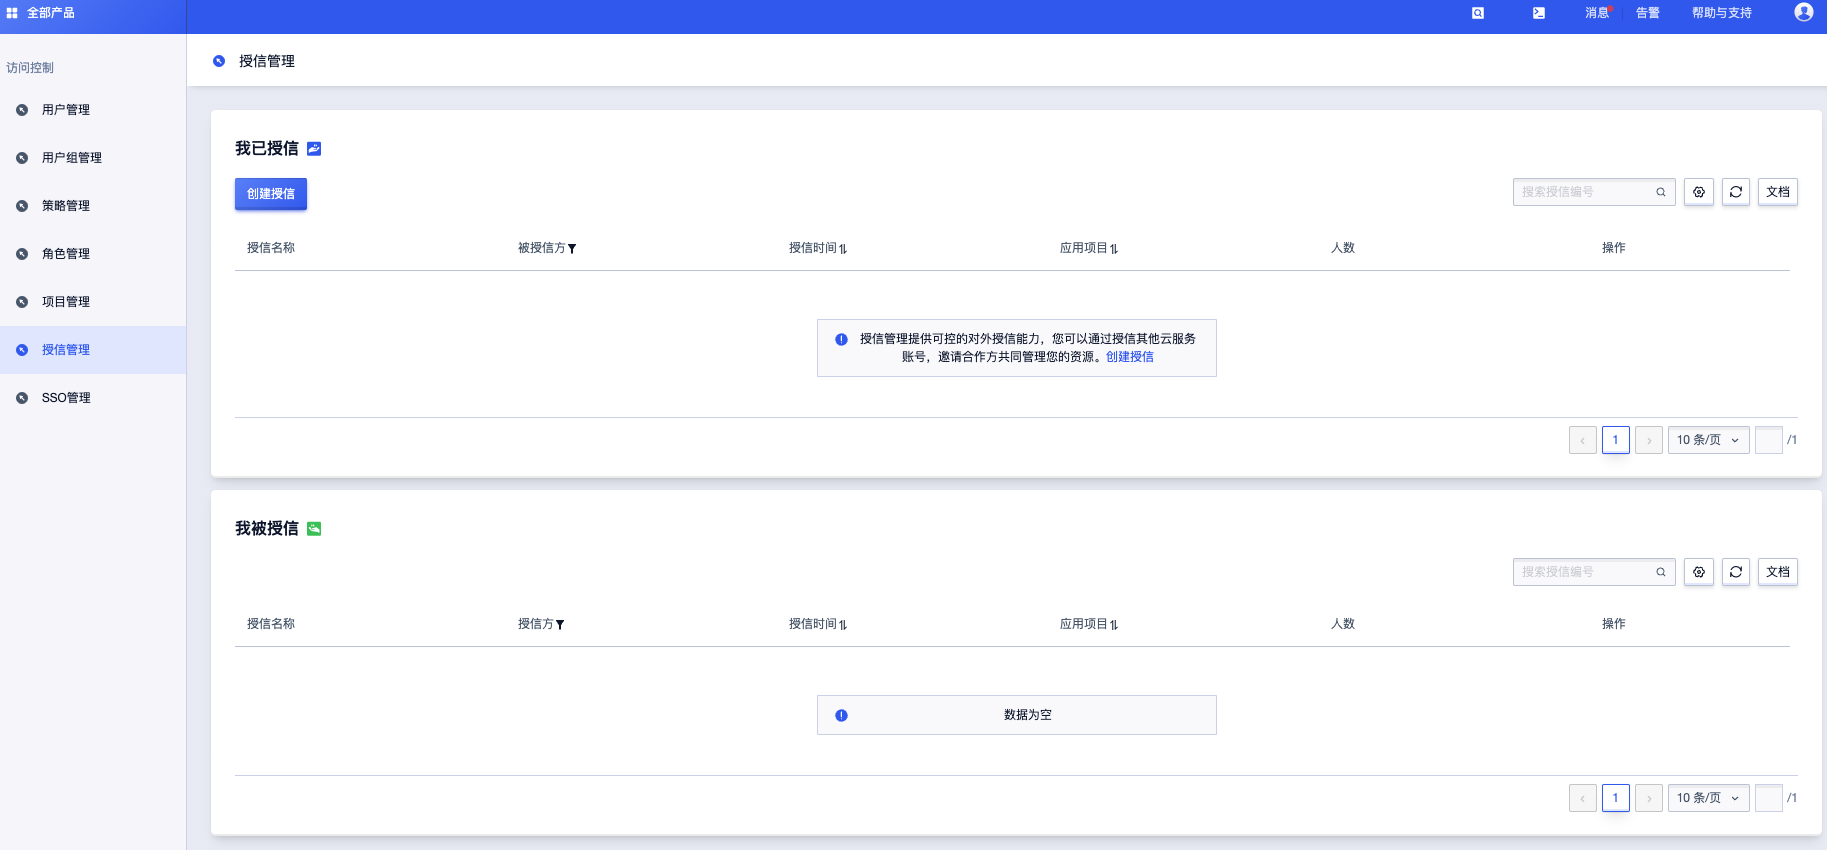 全部产品
消息
告警
帮助与支持
访问控制
用户管理
用户组管理
策略管理
角色管理
项目管理
授信管理
SSO管理
授信管理
我已授信
创建授信
搜索授信编号
文档
授信名称
被授信方
授信时间
应用项目
人数
操作
授信管理提供可控的对外授信能力，您可以通过授信其他云服务
账号，邀请合作方共同管理您的资源。创建授信
1
10 条/页
/1
我被授信
搜索授信编号
文档
授信名称
授信方
授信时间
应用项目
人数
操作
数据为空
1
10 条/页
/1